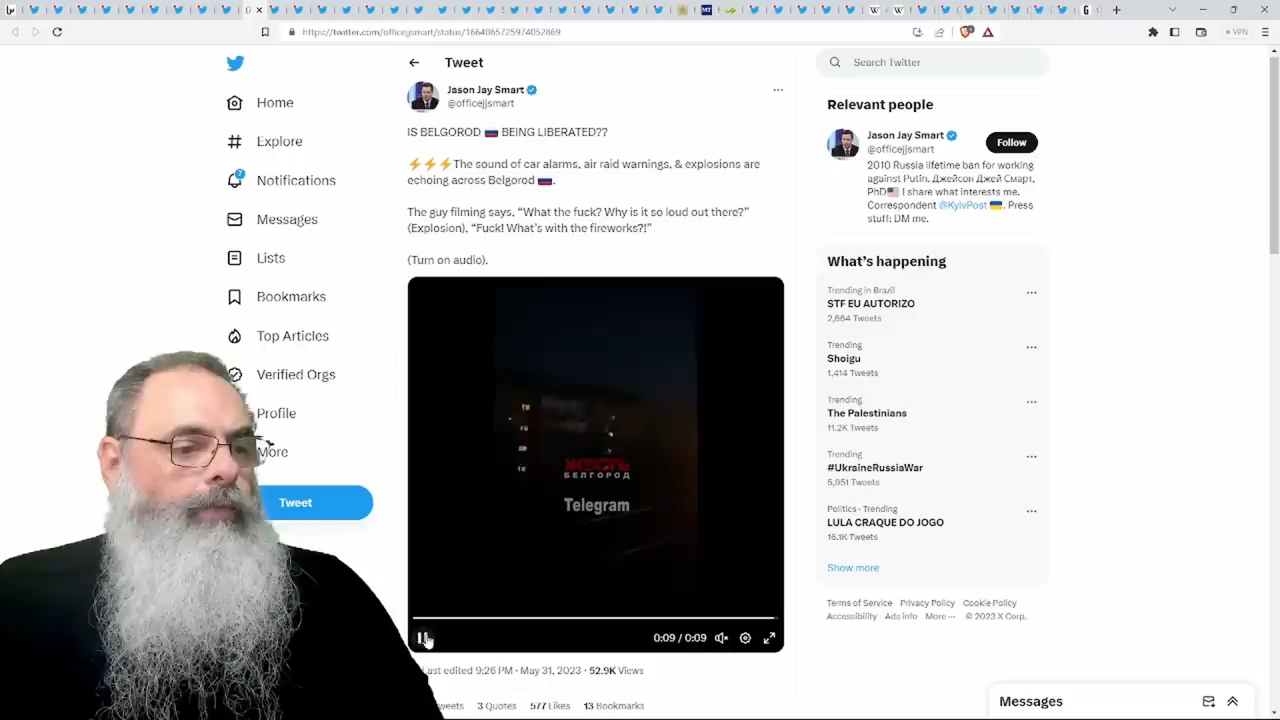 https://twitter.com/officejjsmart/status/1664065725974052869
VPN
Home
Explore
Notifications
Messages
Lists
Bookmarks
Top Articles
Verified Orgs
Profile
More
Tweet
Tweet
Jason Jay Smart
@officejjsmart
IS BELGOROD 🇷🇺 BEING LIBERATED??
⚡⚡⚡The sound of car alarms, air raid warnings, & explosions are
echoing across Belgorod 🇷🇺.
The guy filming says, “What the fuck? Why is it so loud out there?”
(Explosion), “Fuck! What’s with the fireworks?!”
(Turn on audio).
ЖЕСТЬ
БЕЛГОРОД
Telegram
0:09 / 0:09
Last edited 9:26 PM · May 31, 2023 · 52.9K Views
3 Quotes 577 Likes 13 Bookmarks
Search Twitter
Relevant people
Jason Jay Smart
@officejjsmart
Follow
2010 Russia lifetime ban for working
against Putin. Джейсон Джей Смарт,
PhD🇺🇸 I share what interests me.
Correspondent @KyivPost 🇺🇦. Press
stuff: DM me.
What’s happening
Trending in Brazil
STF EU AUTORIZO
2,664 Tweets
Trending
Shoigu
1,414 Tweets
Trending
The Palestinians
11.2K Tweets
Trending
#UkraineRussiaWar
5,951 Tweets
Politics · Trending
LULA CRAQUE DO JOGO
16.1K Tweets
Show more
Terms of Service Privacy Policy Cookie Policy
Accessibility Ads info More ··· © 2023 X Corp.
Messages